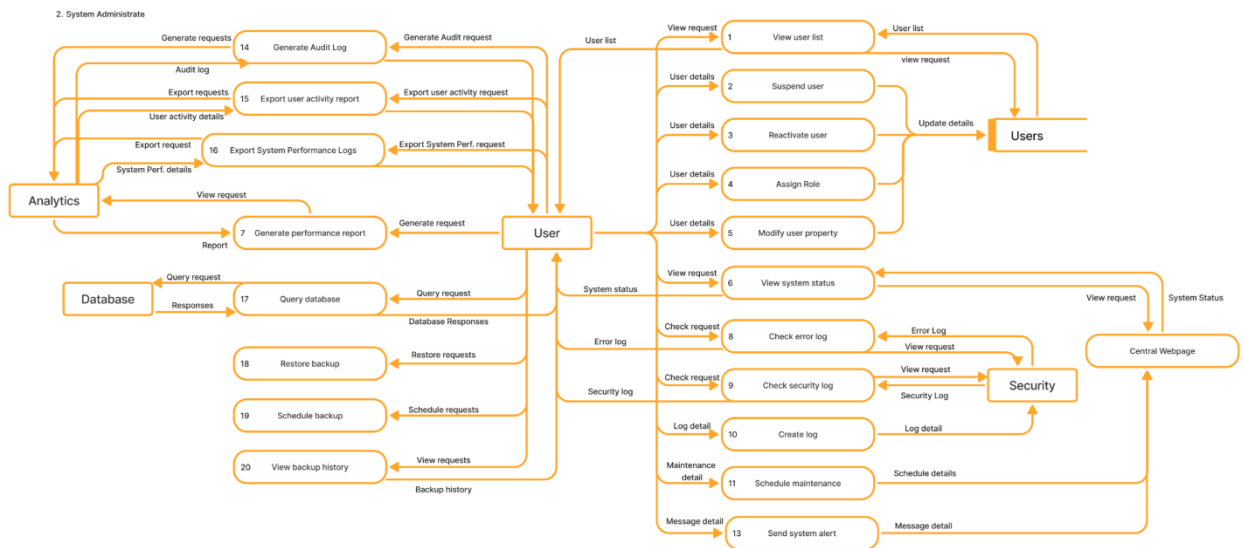 2. System Administrate
Generate requests
14 Generate Audit Log
Generate Audit request
Audit log
Export requests
15 Export user activity report
Export user activity request
User activity details
Export request
16 Export System Performance Logs
Export System Perf. request
System Perf. details
Analytics
View request
7 Generate performance report
Generate request
Report
User
Database
Query request
17 Query database
Query request
Responses
Database Responses
18 Restore backup
Restore requests
19 Schedule backup
Schedule requests
20 View backup history
View requests
Backup history
User list
View request
1 View user list
User list
view request
User details
2 Suspend user
User details
3 Reactivate user
Update details
Users
User details
4 Assign Role
User details
5 Modify user property
View request
6 View system status
System status
View request
System Status
Check request
8 Check error log
Error Log
View request
Error log
Central Webpage
Check request
9 Check security log
View request
Security Log
Security
Security log
Log detail
10 Create log
Log detail
Maintenance
detail
11 Schedule maintenance
Schedule details
Message detail
13 Send system alert
Message detail